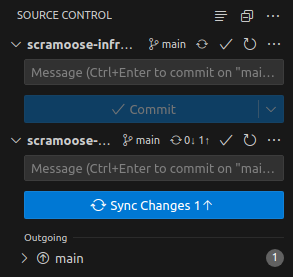 SOURCE CONTROL
scramoose-infr... main
Message (Ctrl+Enter to commit on "mai...
Commit
scramoose-... main 0↓ 1↑
Message (Ctrl+Enter to commit on "mai...
Sync Changes 1↑
Outgoing
main 1